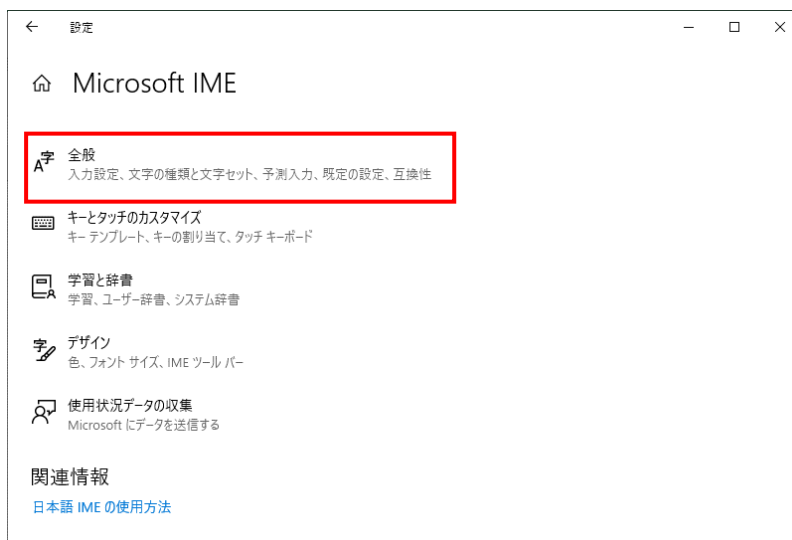 設定
Microsoft IME
全般
入力設定、文字の種類と文字セット、予測入力、既定の設定、互換性
キーとタッチのカスタマイズ
キー テンプレート、キーの割り当て、タッチ キーボード
学習と辞書
学習、ユーザー辞書、システム辞書
デザイン
色、フォント サイズ、IME ツール バー
使用状況データの収集
Microsoft にデータを送信する
関連情報
日本語 IME の使用方法